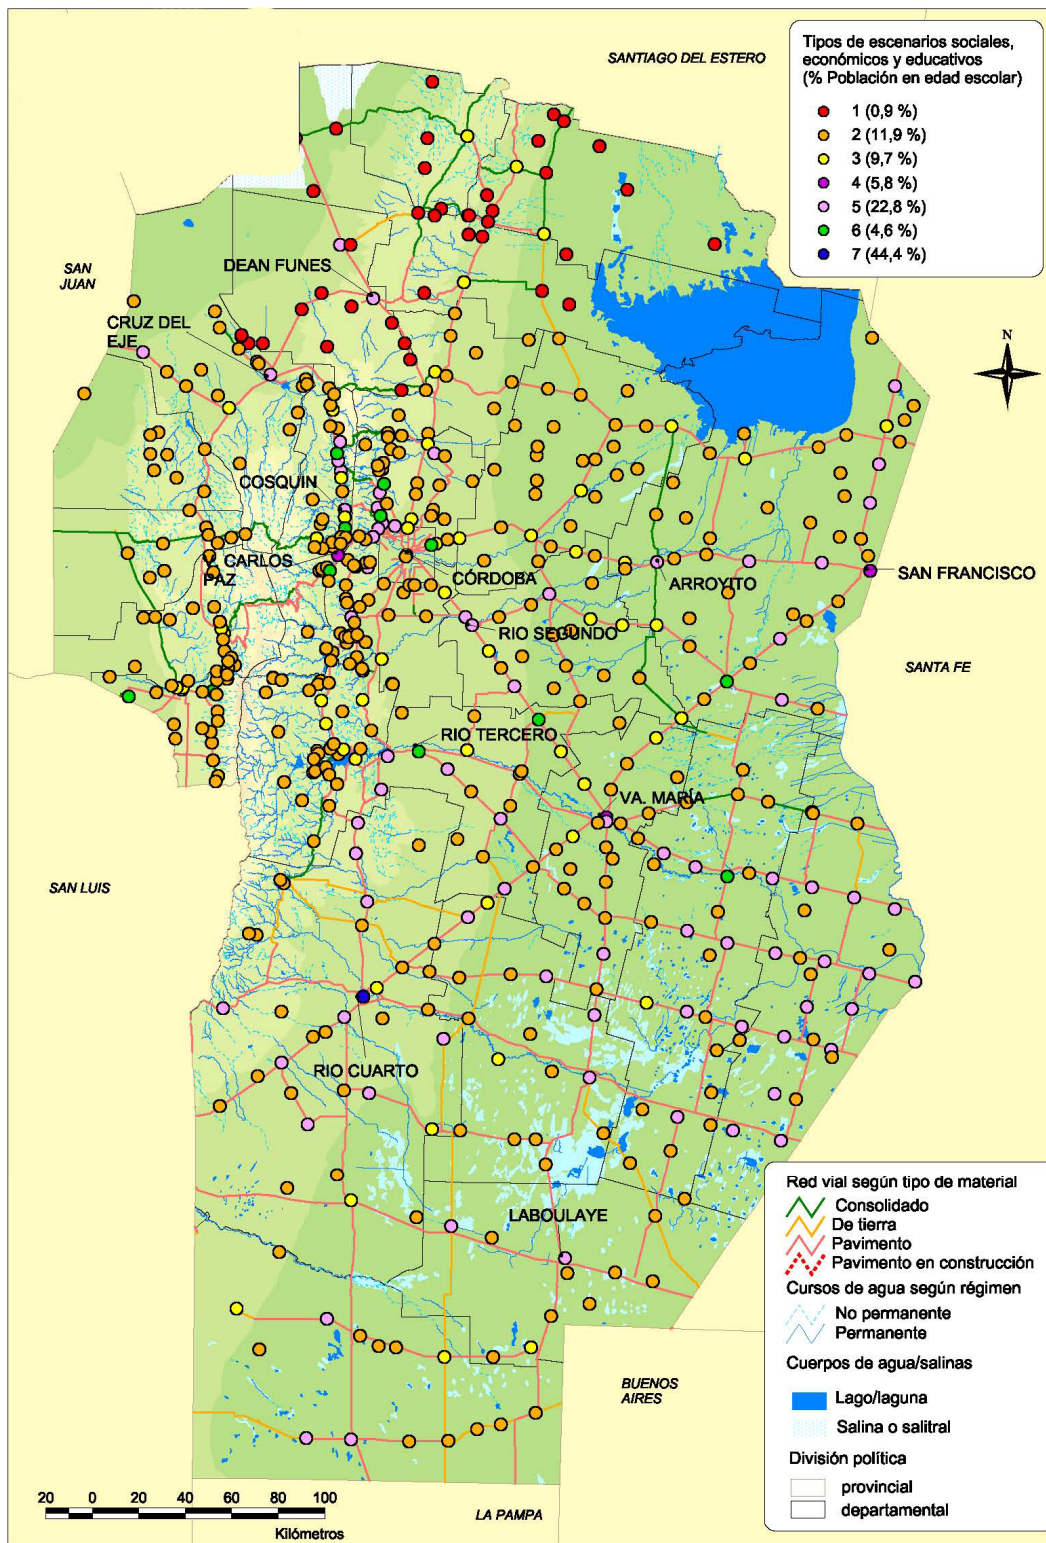 SANTIAGO DEL ESTERO
Tipos de escenarios sociales,
económicos y educativos
(% Población en edad escolar)
1 (0,9 %)
2 (11,9 %)
3 (9,7 %)
4 (5,8 %)
5 (22,8 %)
6 (4,6 %)
7 (44,4 %)
SAN
JUAN
DEAN FUNES
CRUZ DEL
EJE
N
COSQUIN
V. CARLOS
PAZ
CÓRDOBA
ARROYITO
SAN FRANCISCO
RIO SEGUNDO
SANTA FE
RIO TERCERO
VA. MARÍA
SAN LUIS
RIO CUARTO
LABOULAYE
Red vial según tipo de material
Consolidado
De tierra
Pavimento
Pavimento en construcción
Cursos de agua según régimen
No permanente
Permanente
Cuerpos de agua/salinas
Lago/laguna
Salina o salitral
División política
provincial
departamental
BUENOS
AIRES
LA PAMPA
20 0 20 40 60 80 100
Kilómetros